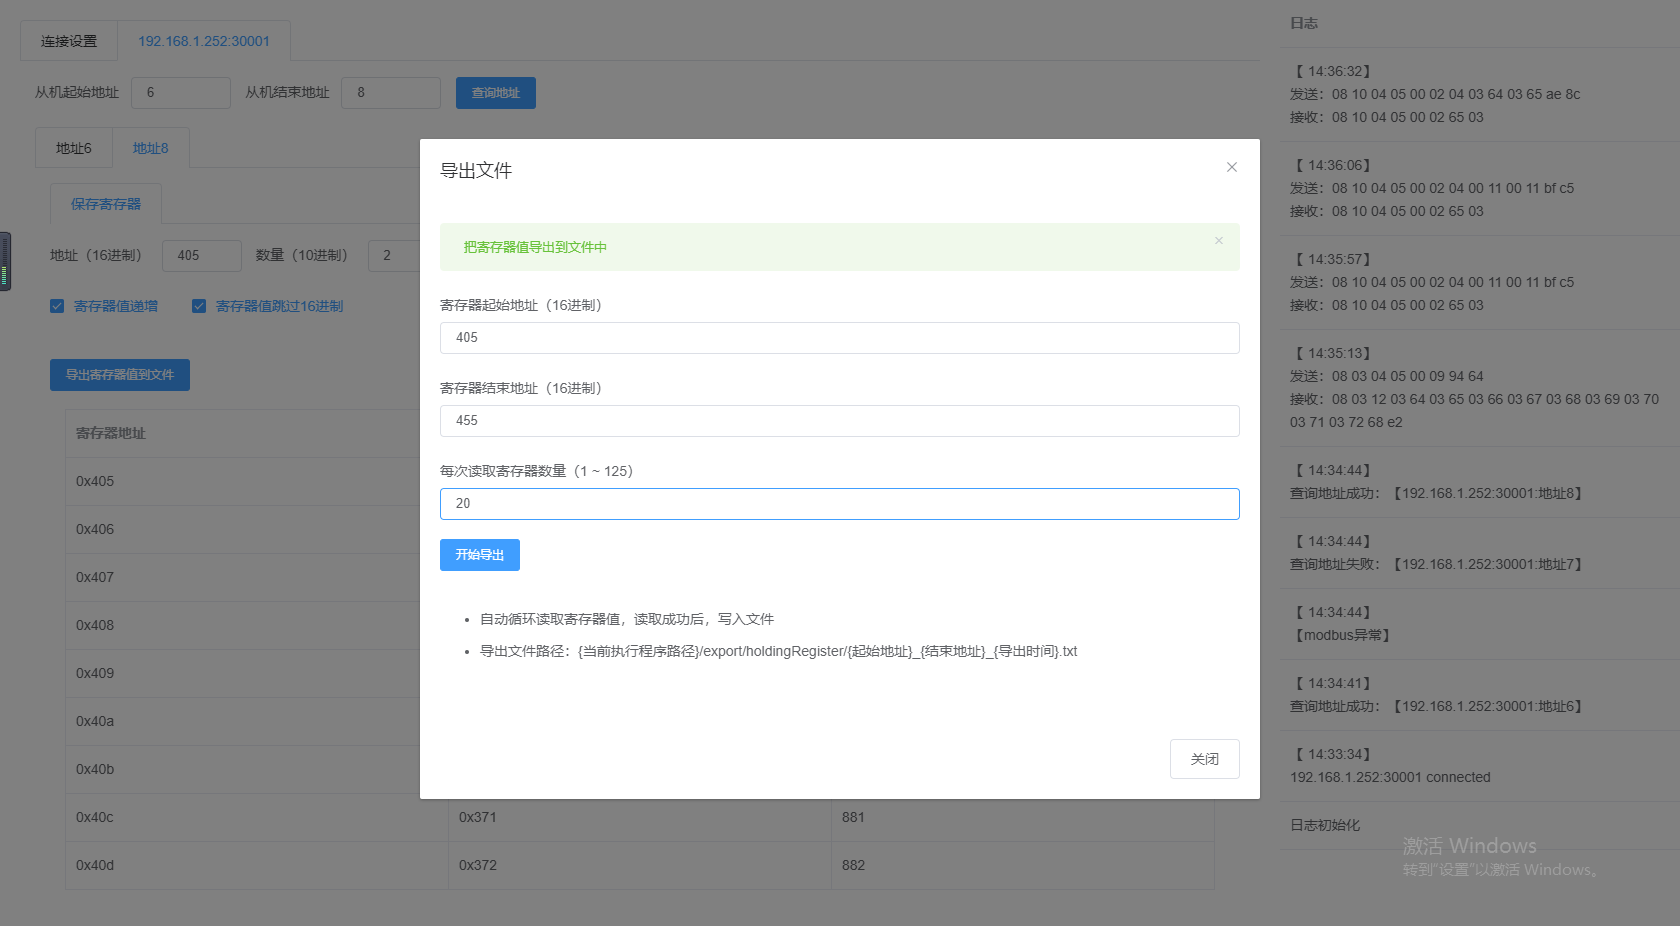 连接设置
192.168.1.252:30001
从机起始地址
6
从机结束地址
8
查询地址
地址6
地址8
保存寄存器
地址（16进制）
405
数量（10进制）
2
寄存器值递增
寄存器值跳过16进制
导出寄存器值到文件
寄存器地址
0x405
0x406
0x407
0x408
0x409
0x40a
0x40b
0x40c 0x371 881
0x40d 0x372 882
导出文件
把寄存器值导出到文件中
寄存器起始地址（16进制）
405
寄存器结束地址（16进制）
455
每次读取寄存器数量（1 ~ 125）
20
开始导出
自动循环读取寄存器值，读取成功后，写入文件
导出文件路径：{当前执行程序路径}/export/holdingRegister/{起始地址}_{结束地址}_{导出时间}.txt
关闭
日志
【 14:36:32】
发送：08 10 04 05 00 02 04 03 64 03 65 ae 8c
接收：08 10 04 05 00 02 65 03
【 14:36:06】
发送：08 10 04 05 00 02 04 00 11 00 11 bf c5
接收：08 10 04 05 00 02 65 03
【 14:35:57】
发送：08 10 04 05 00 02 04 00 11 00 11 bf c5
接收：08 10 04 05 00 02 65 03
【 14:35:13】
发送：08 03 04 05 00 09 94 64
接收：08 03 12 03 64 03 65 03 66 03 67 03 68 03 69 03 70
03 71 03 72 68 e2
【 14:34:44】
查询地址成功：【192.168.1.252:30001:地址8】
【 14:34:44】
查询地址失败：【192.168.1.252:30001:地址7】
【 14:34:44】
【modbus异常】
【 14:34:41】
查询地址成功：【192.168.1.252:30001:地址6】
【 14:33:34】
192.168.1.252:30001 connected
日志初始化
激活 Windows
转到"设置"以激活 Windows。